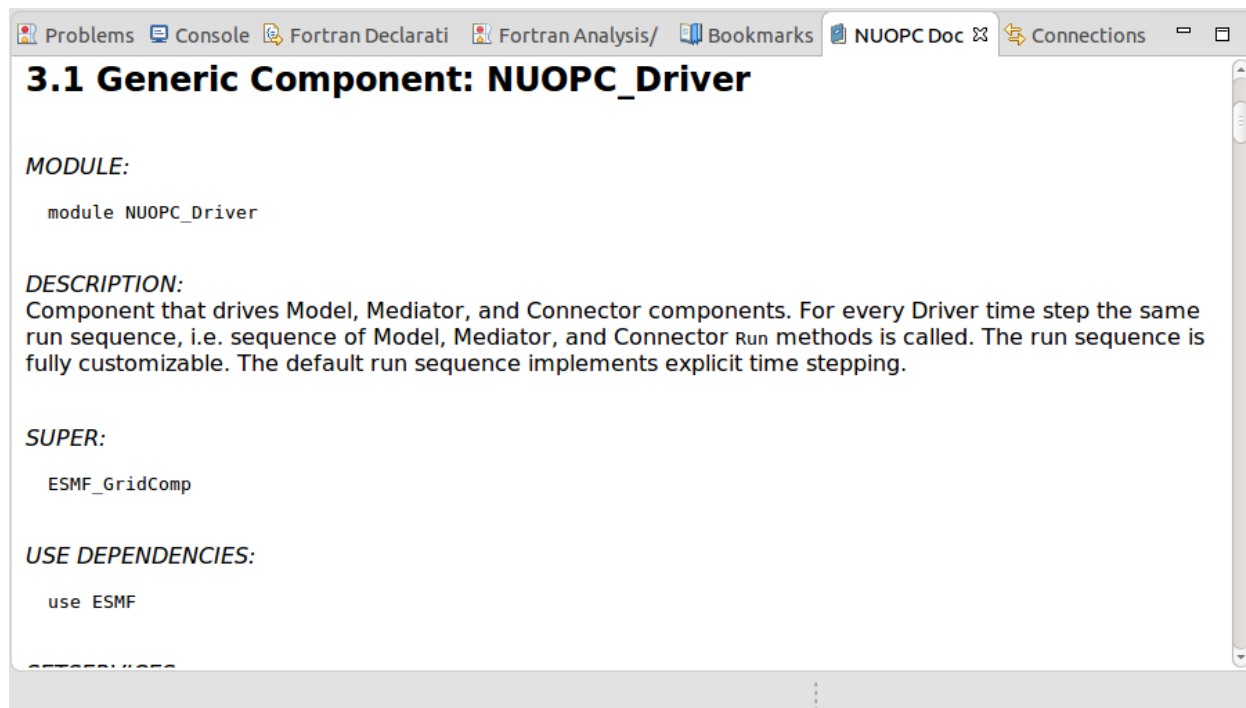 Problems Console Fortran Declarati Fortran Analysis/ Bookmarks NUOPC Doc Connections
3.1 Generic Component: NUOPC_Driver
MODULE:
module NUOPC_Driver
DESCRIPTION:
Component that drives Model, Mediator, and Connector components. For every Driver time step the same
run sequence, i.e. sequence of Model, Mediator, and Connector Run methods is called. The run sequence is
fully customizable. The default run sequence implements explicit time stepping.
SUPER:
ESMF_GridComp
USE DEPENDENCIES:
use ESMF